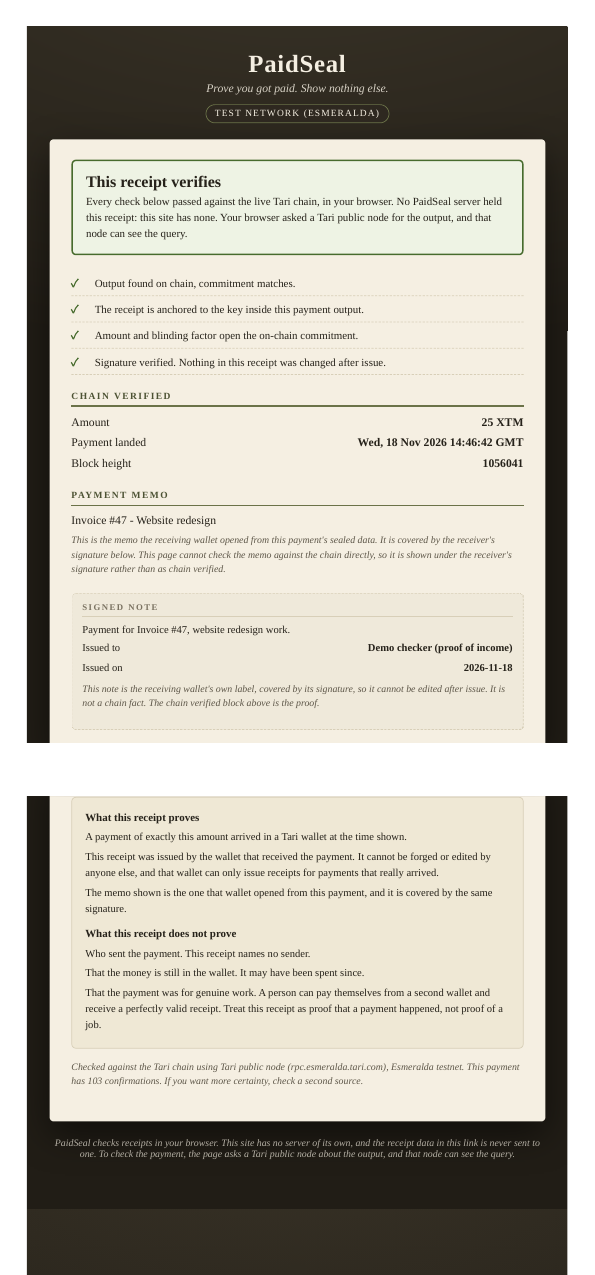 PaidSeal
Prove you got paid. Show nothing else.
TEST NETWORK (ESMERALDA)
This receipt verifies
Every check below passed against the live Tari chain, in your browser. No PaidSeal server held
this receipt: this site has none. Your browser asked a Tari public node for the output, and that
node can see the query.
✓ Output found on chain, commitment matches.
✓ The receipt is anchored to the key inside this payment output.
✓ Amount and blinding factor open the on-chain commitment.
✓ Signature verified. Nothing in this receipt was changed after issue.
CHAIN VERIFIED
Amount 25 XTM
Payment landed Wed, 18 Nov 2026 14:46:42 GMT
Block height 1056041
PAYMENT MEMO
Invoice #47 - Website redesign
This is the memo the receiving wallet opened from this payment's sealed data. It is covered by the receiver's
signature below. This page cannot check the memo against the chain directly, so it is shown under the receiver's
signature rather than as chain verified.
SIGNED NOTE
Payment for Invoice #47, website redesign work.
Issued to Demo checker (proof of income)
Issued on 2026-11-18
This note is the receiving wallet's own label, covered by its signature, so it cannot be edited after issue. It is
not a chain fact. The chain verified block above is the proof.
What this receipt proves
A payment of exactly this amount arrived in a Tari wallet at the time shown.
This receipt was issued by the wallet that received the payment. It cannot be forged or edited by
anyone else, and that wallet can only issue receipts for payments that really arrived.
The memo shown is the one that wallet opened from this payment, and it is covered by the same
signature.
What this receipt does not prove
Who sent the payment. This receipt names no sender.
That the money is still in the wallet. It may have been spent since.
That the payment was for genuine work. A person can pay themselves from a second wallet and
receive a perfectly valid receipt. Treat this receipt as proof that a payment happened, not proof of a
job.
Checked against the Tari chain using Tari public node (rpc.esmeralda.tari.com), Esmeralda testnet. This payment
has 103 confirmations. If you want more certainty, check a second source.
PaidSeal checks receipts in your browser. This site has no server of its own, and the receipt data in this link is never sent to
one. To check the payment, the page asks a Tari public node about the output, and that node can see the query.